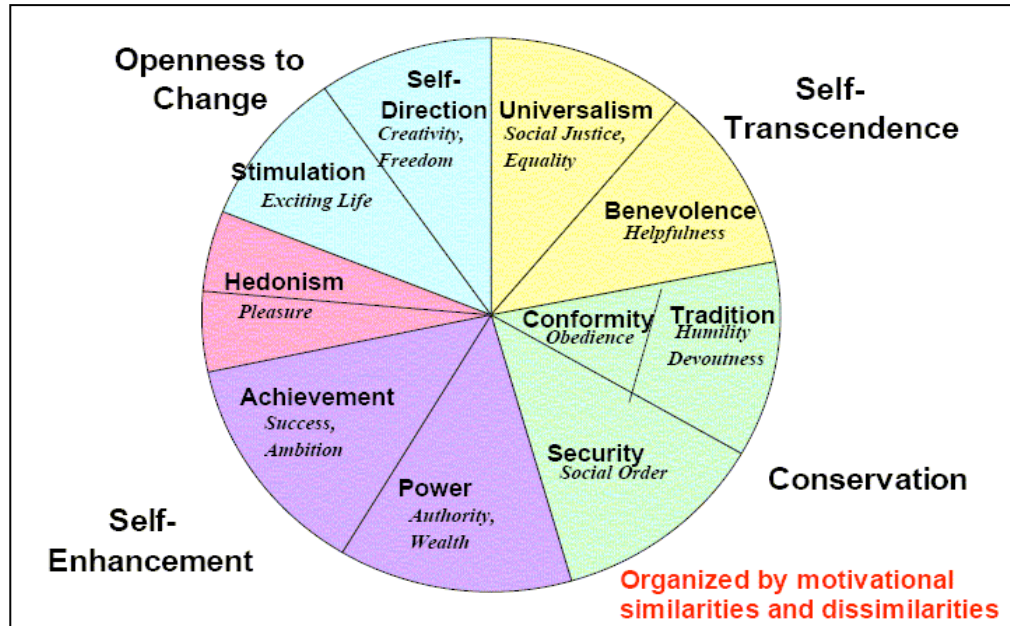 Openness to
Change
Self-
Direction
Creativity,
Freedom
Universalism
Social Justice,
Equality
Self-
Transcendence
Stimulation
Exciting Life
Benevolence
Helpfulness
Hedonism
Pleasure
Conformity
Obedience
Tradition
Humility
Devoutness
Achievement
Success,
Ambition
Security
Social Order
Conservation
Power
Authority,
Wealth
Self-
Enhancement
Organized by motivational
similarities and dissimilarities